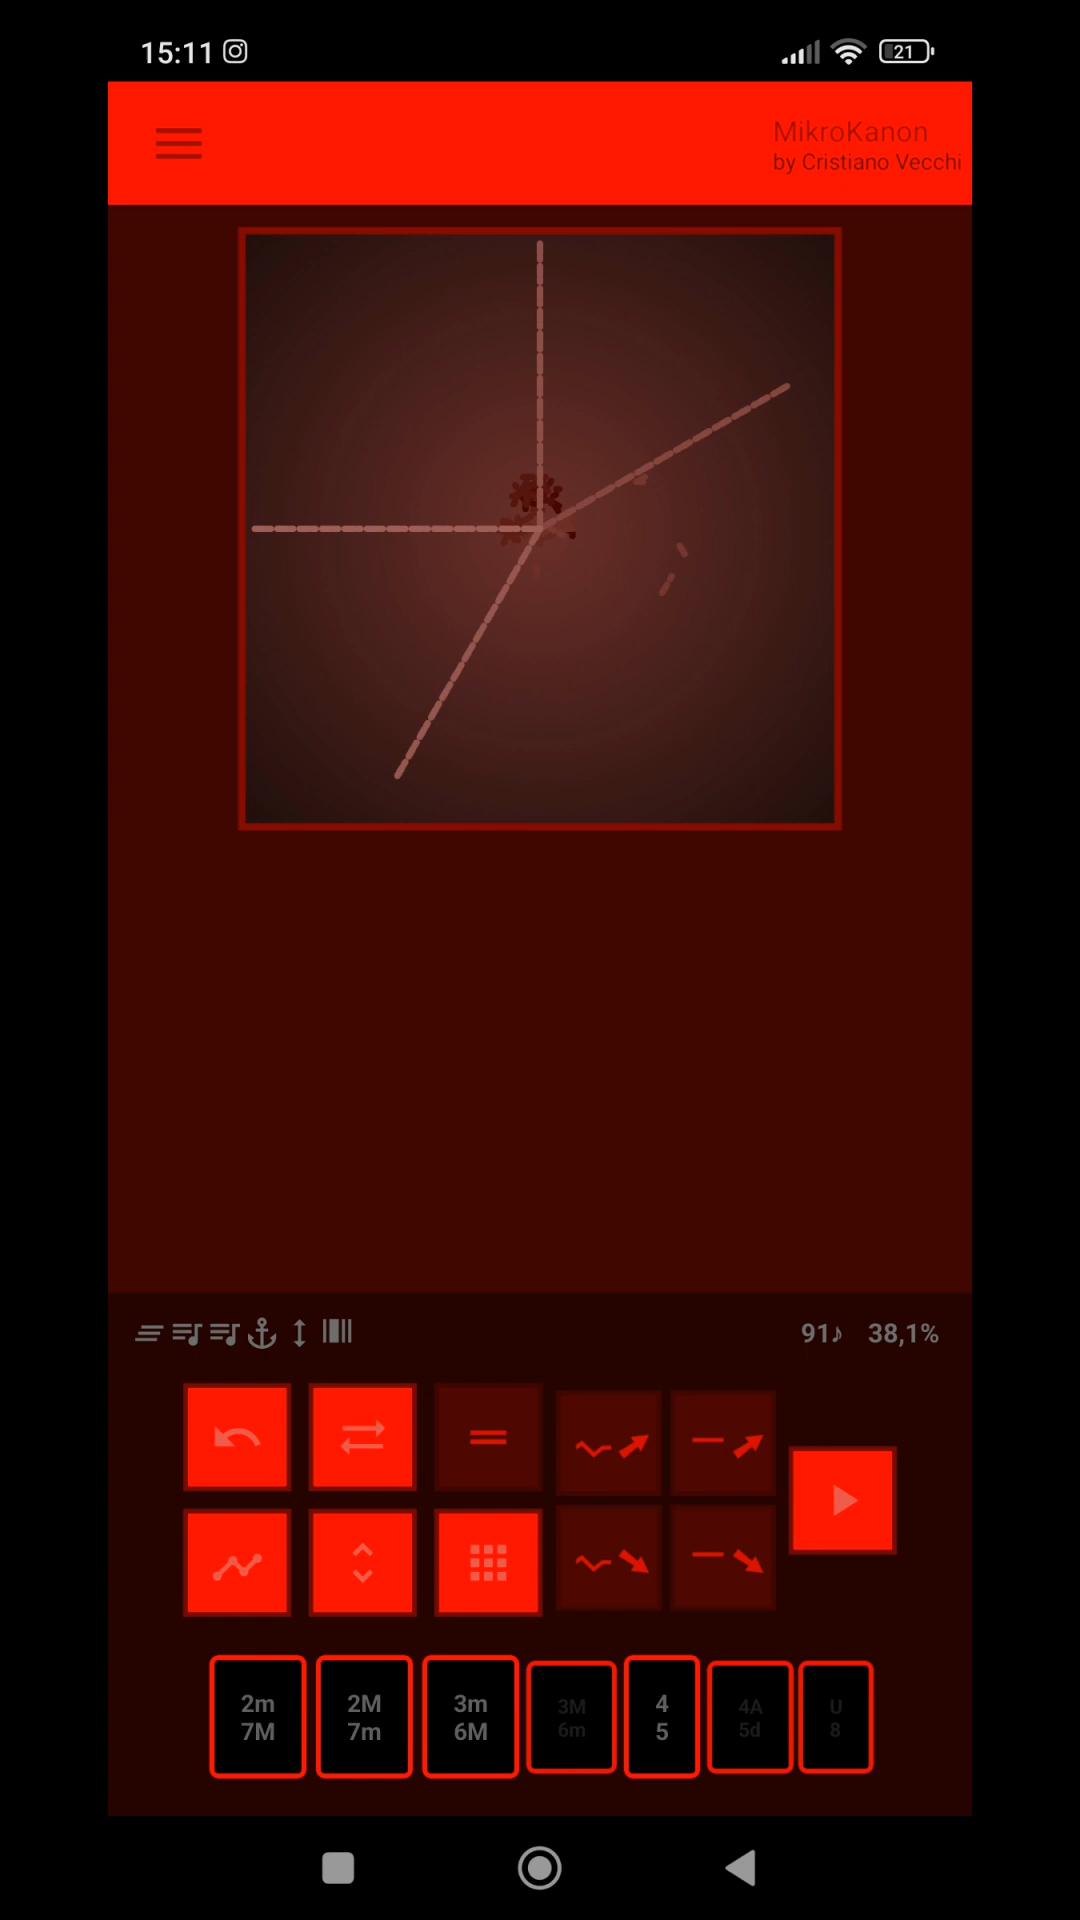 15:11
21
MikroKanon
by Cristiano Vecchi
91♪ 38,1%
2m
7M
2M
7m
3m
6M
3M
6m
4
5
4A
5d
U
8